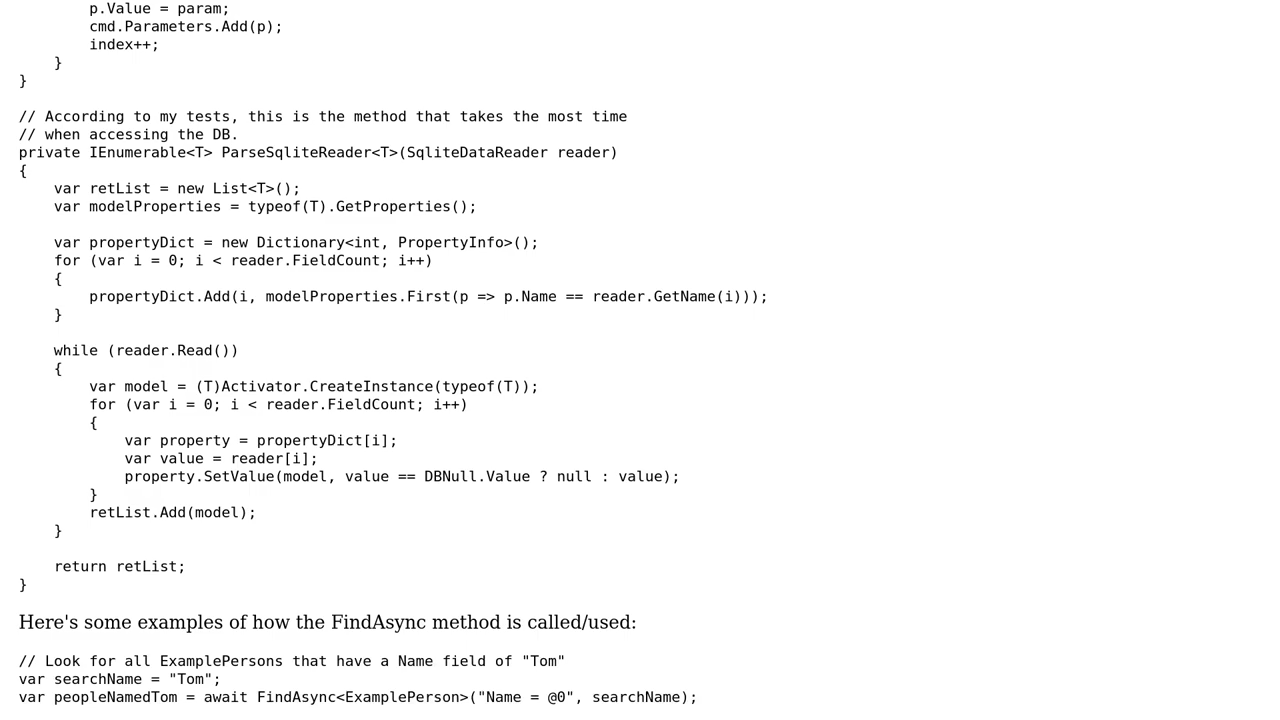 p.Value = param;
        cmd.Parameters.Add(p);
        index++;
    }
}

// According to my tests, this is the method that takes the most time
// when accessing the DB.
private IEnumerable<T> ParseSqliteReader<T>(SqliteDataReader reader)
{
    var retList = new List<T>();
    var modelProperties = typeof(T).GetProperties();

    var propertyDict = new Dictionary<int, PropertyInfo>();
    for (var i = 0; i < reader.FieldCount; i++)
    {
        propertyDict.Add(i, modelProperties.First(p => p.Name == reader.GetName(i)));
    }

    while (reader.Read())
    {
        var model = (T)Activator.CreateInstance(typeof(T));
        for (var i = 0; i < reader.FieldCount; i++)
        {
            var property = propertyDict[i];
            var value = reader[i];
            property.SetValue(model, value == DBNull.Value ? null : value);
        }
        retList.Add(model);
    }

    return retList;
}

Here's some examples of how the FindAsync method is called/used:

// Look for all ExamplePersons that have a Name field of "Tom"
var searchName = "Tom";
var peopleNamedTom = await FindAsync<ExamplePerson>("Name = @0", searchName);